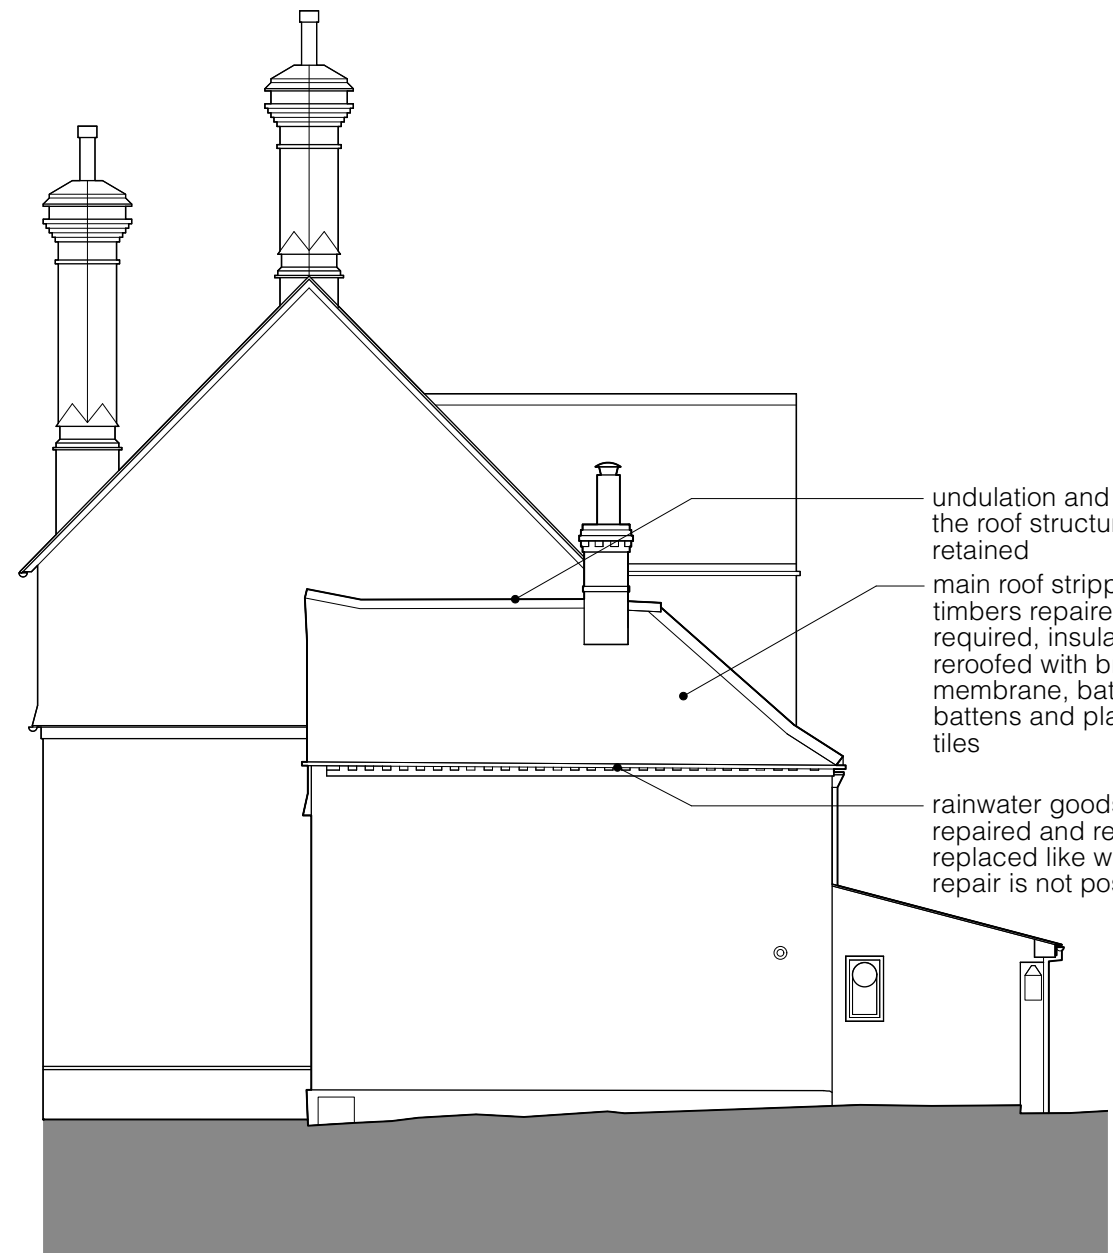 undulation and
the roof structu
retained
main roof stripp
timbers repaire
required, insula
reroofed with b
membrane, bat
battens and pla
tiles
rainwater goods
repaired and re
replaced like w
repair is not pos